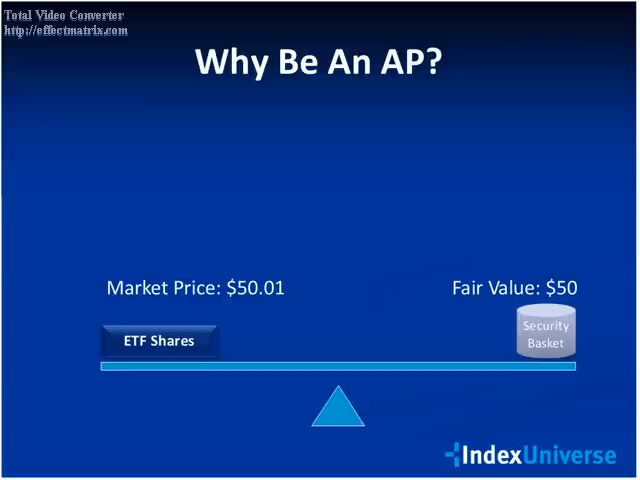 Total Video Converter
http://effectmatrix.com
Why Be An AP?
Market Price: $50.01
Fair Value: $50
ETF Shares
Security
Basket
IndexUniverse